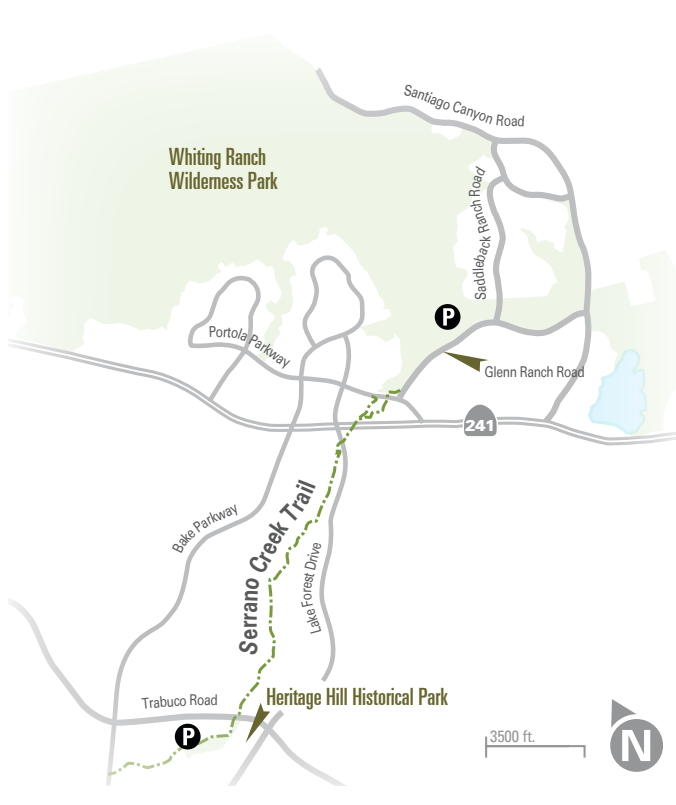 Santiago Canyon Road
Whiting Ranch
Wilderness Park
Saddleback Ranch Road
P
Portola Parkway
Glenn Ranch Road
241
Serrano Creek Trail
Bake Parkway
Lake Forest Drive
Heritage Hill Historical Park
Trabuco Road
P
3500 ft.
N